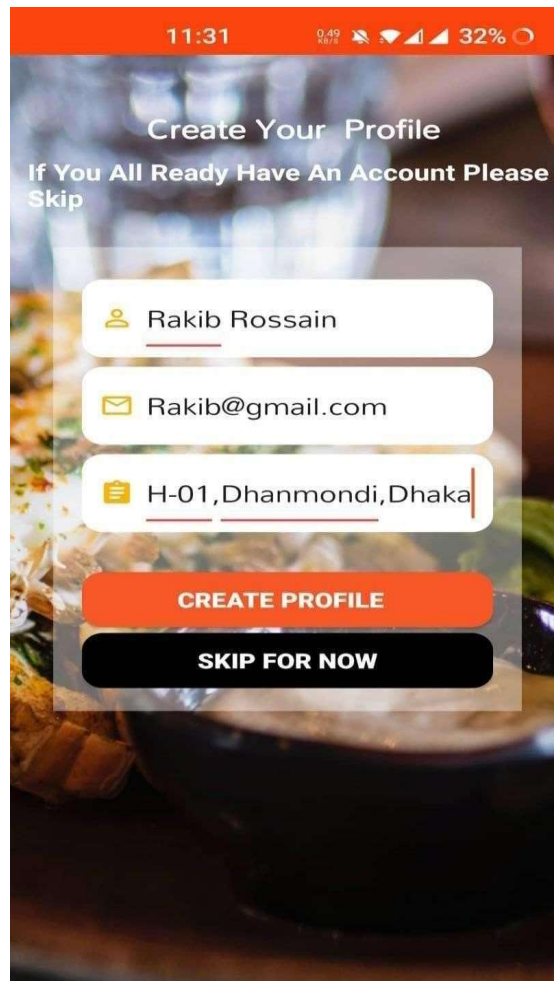 11:31 0.49 KB/S 32%
Create Your Profile
If You All Ready Have An Account Please
Skip
Rakib Rossain
Rakib@gmail.com
H-01,Dhanmondi,Dhaka
CREATE PROFILE
SKIP FOR NOW